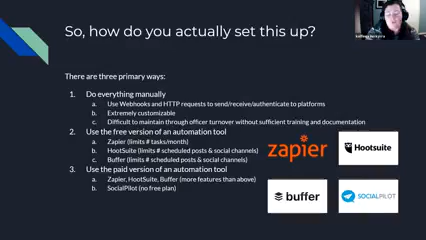 So, how do you actually set this up?
There are three primary ways:
1. Do everything manually
a. Use Webhooks and HTTP requests to send/receive/authenticate to platforms
b. Extremely customizable
c. Difficult to maintain through officer turnover without sufficient training and documentation
2. Use the free version of an automation tool
a. Zapier (limits # tasks/month)
b. HootSuite (limits # scheduled posts & social channels)
c. Buffer (limits # scheduled posts & social channels)
3. Use the paid version of an automation tool
a. Zapier, HootSuite, Buffer (more features than above)
b. SocialPilot (no free plan)
zapier
Hootsuite
buffer
SOCIALPILOT